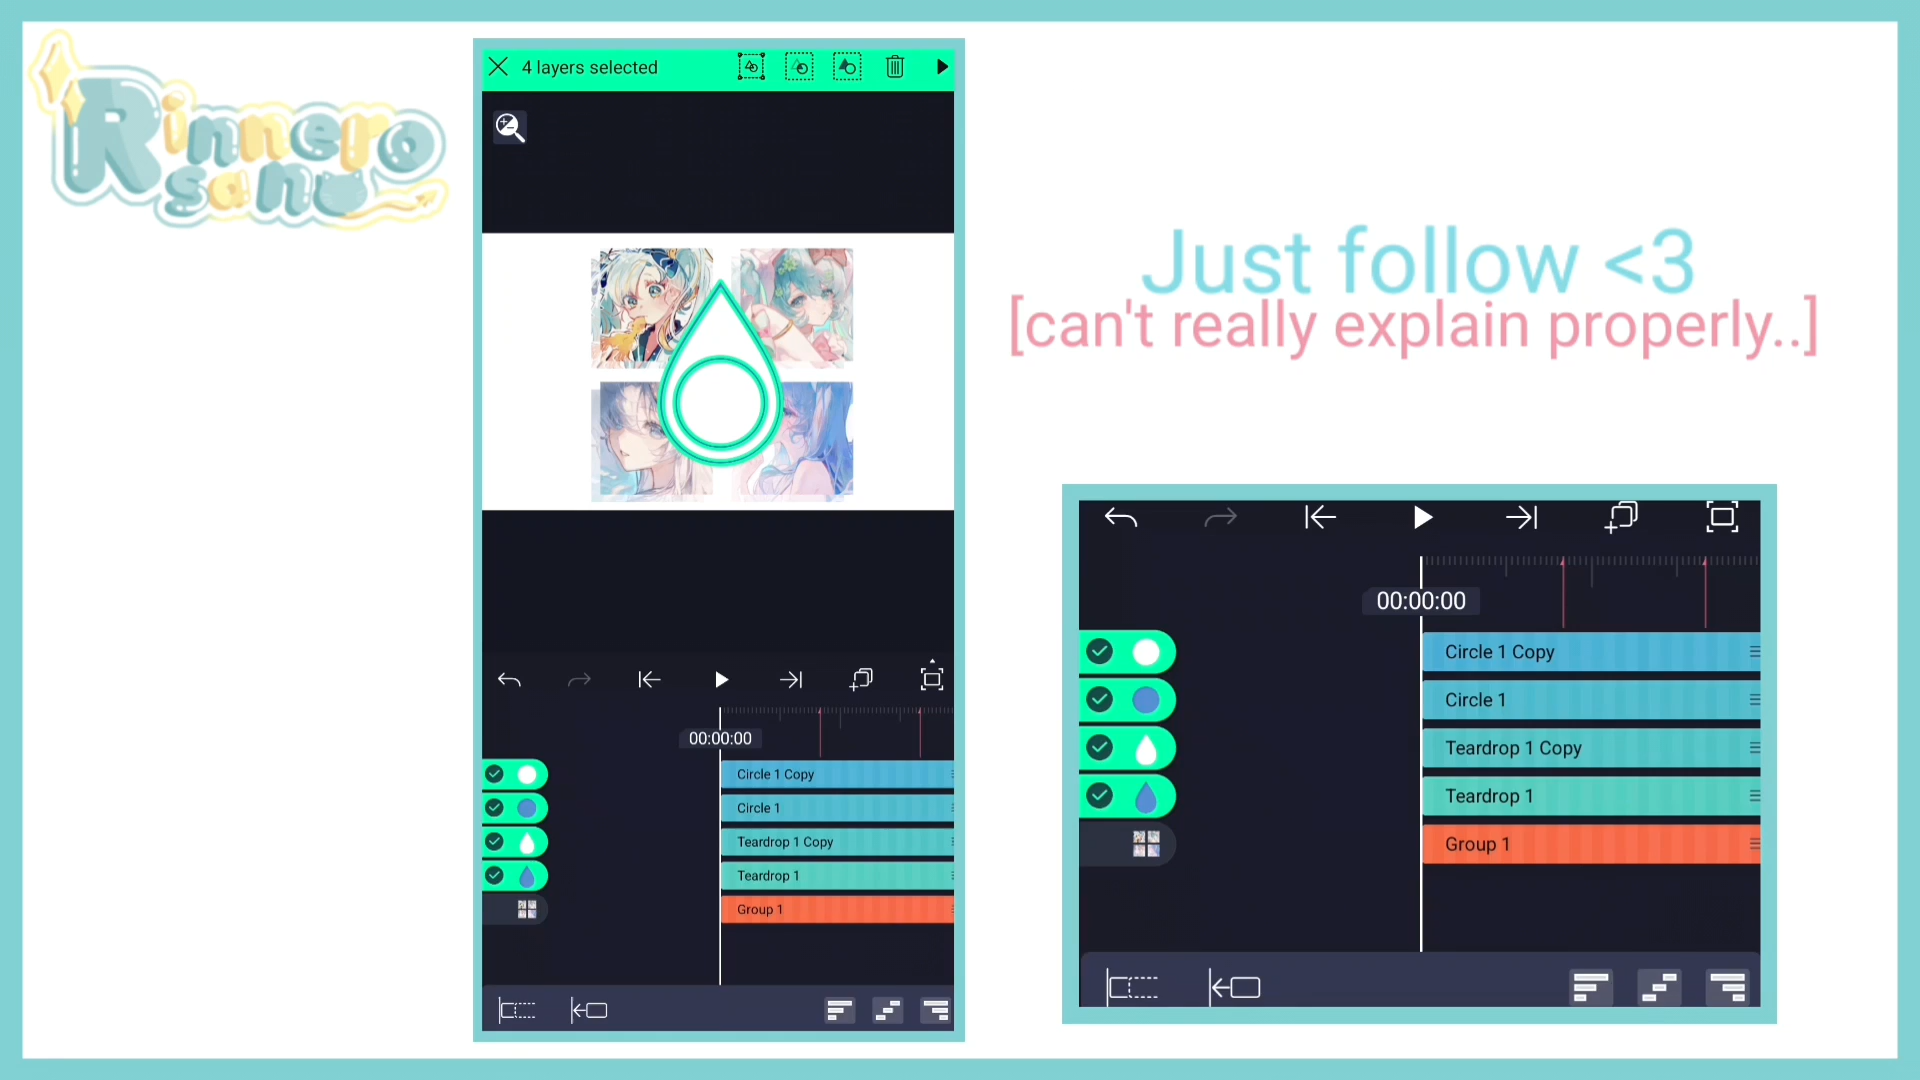 Rinnero
san
4 layers selected
00:00:00
Circle 1 Copy
Circle 1
Teardrop 1 Copy
Teardrop 1
Group 1
Just follow <3
[can't really explain properly..]
00:00:00
Circle 1 Copy
Circle 1
Teardrop 1 Copy
Teardrop 1
Group 1